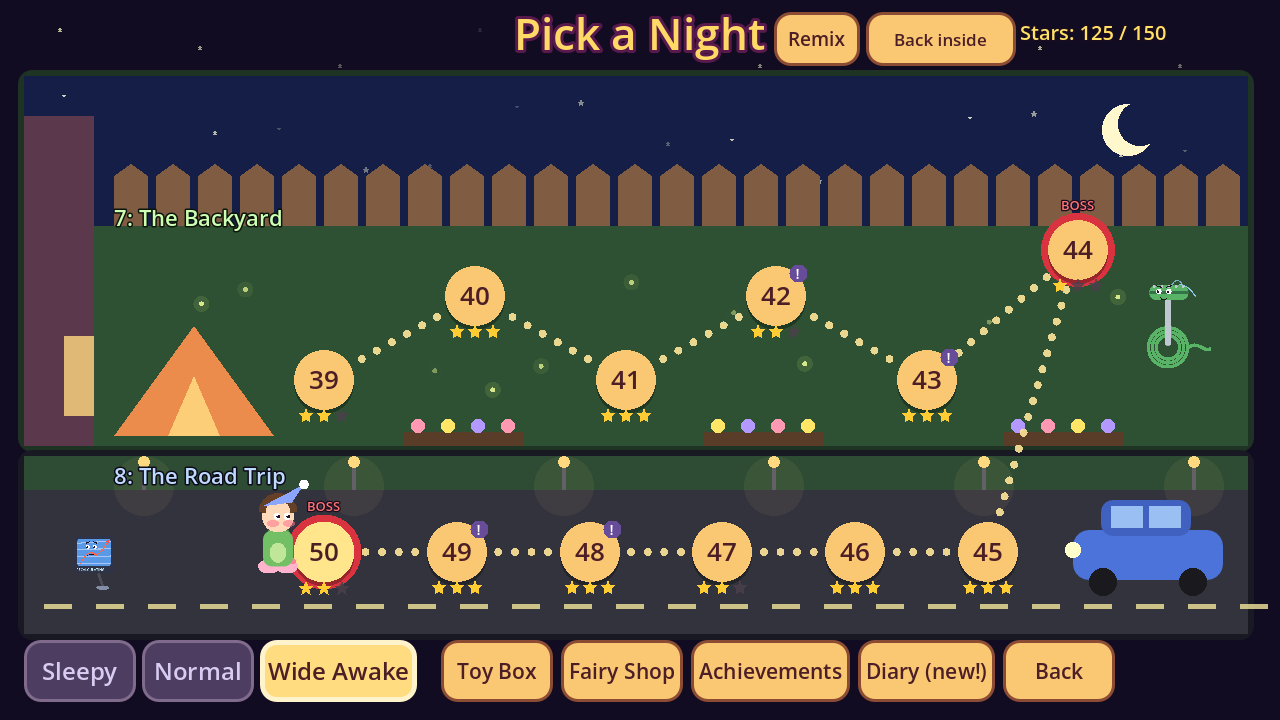 Pick a Night
Remix
Back inside
Stars: 125 / 150
7: The Backyard
BOSS
44
40
42
!
39
41
43
!
8: The Road Trip
BOSS
50
49
!
48
!
47
46
45
Sleepy
Normal
Wide Awake
Toy Box
Fairy Shop
Achievements
Diary (new!)
Back